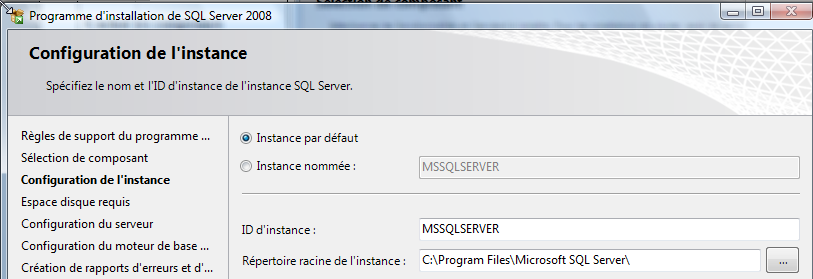 Programme d'installation de SQL Server 2008
Configuration de l'instance
Spécifiez le nom et l'ID d'instance de l'instance SQL Server.
Règles de support du programme ...
Sélection de composant
Configuration de l'instance
Espace disque requis
Configuration du serveur
Configuration du moteur de base ...
Création de rapports d'erreurs et d'...
Instance par défaut
Instance nommée :
MSSQLSERVER
ID d'instance :
MSSQLSERVER
Répertoire racine de l'instance :
C:\Program Files\Microsoft SQL Server\
...